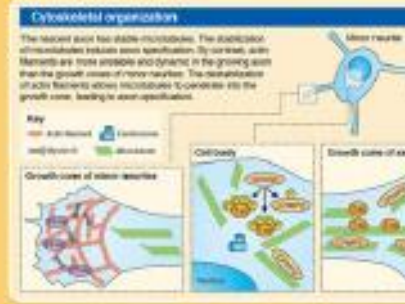 Cytoskeletal organization
The nascent axon has stable microtubules. The stabilization
of microtubules induces axon specification. By contrast, actin
filaments are more unstable and dynamic in the growing axon
than the growth cones of minor neurites. The destabilization
of actin filaments allows microtubules to penetrate into the
growth cone, leading to axon specification.
Minor neurite
Key
Actin filament
Centrosome
Microtubule
Cell body
Growth cone of
Growth cone of minor neurites
Nucleus